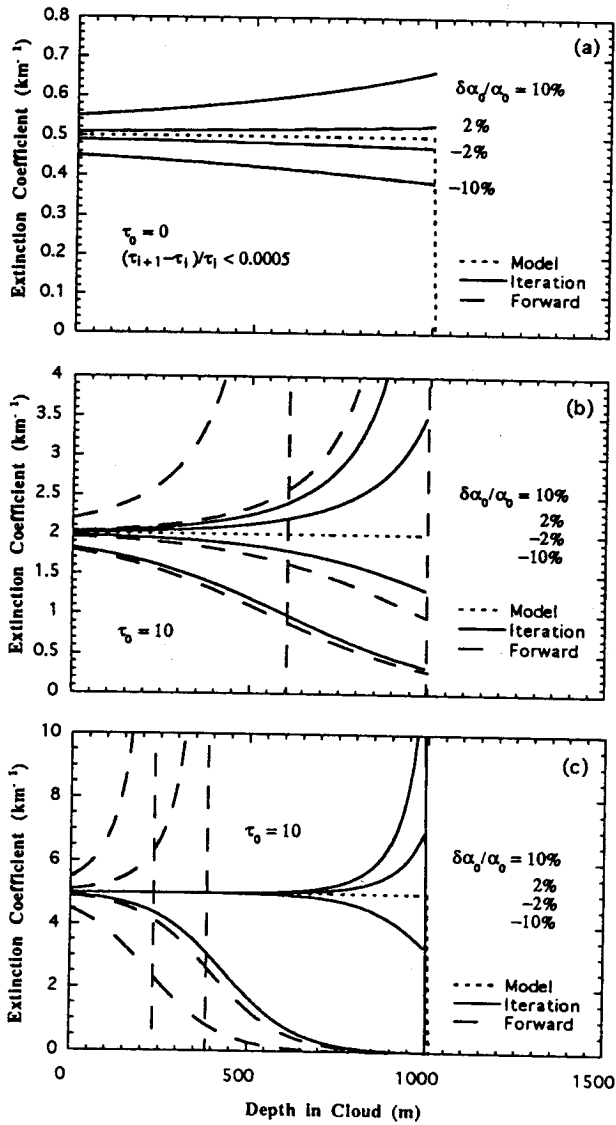 (a)
Extinction Coefficient (km⁻¹)
0.8
0.7
0.6
0.5
0.4
0.3
0.2
0.1
0
δα₀/α₀ = 10%
2%
−2%
−10%
τ₀ = 0
(τᵢ₊₁−τᵢ)/τᵢ < 0.0005
Model
Iteration
Forward
(b)
Extinction Coefficient (km⁻¹)
4
3.5
3
2.5
2
1.5
1
0.5
0
δα₀/α₀ = 10%
2%
−2%
−10%
τ₀ = 10
Model
Iteration
Forward
(c)
Extinction Coefficient (km⁻¹)
10
8
6
4
2
0
τ₀ = 10
δα₀/α₀ = 10%
2%
−2%
−10%
Model
Iteration
Forward
0 500 1000 1500
Depth in Cloud (m)